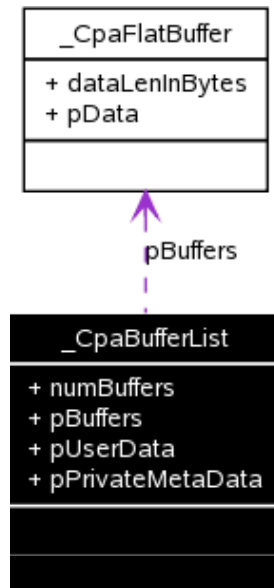 _CpaFlatBuffer
+ dataLenInBytes
+ pData
pBuffers
_CpaBufferList
+ numBuffers
+ pBuffers
+ pUserData
+ pPrivateMetaData